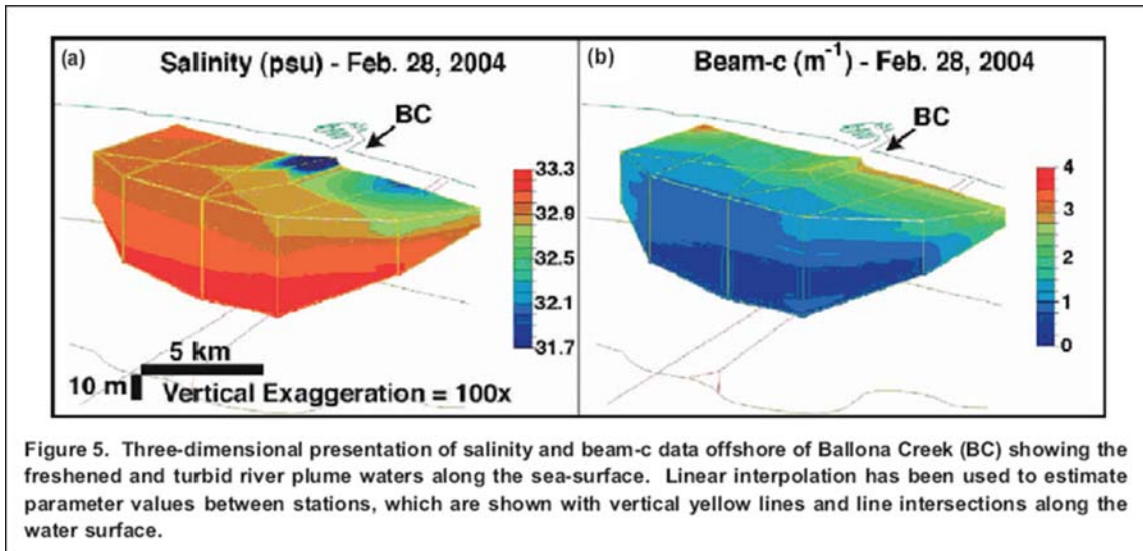 (a)
Salinity (psu) - Feb. 28, 2004
BC
33.3
32.9
32.5
32.1
31.7
5 km
10 m
Vertical Exaggeration = 100x
(b)
Beam-c (m-1) - Feb. 28, 2004
BC
4
3
2
1
0
Figure 5. Three-dimensional presentation of salinity and beam-c data offshore of Ballona Creek (BC) showing the
freshened and turbid river plume waters along the sea-surface. Linear interpolation has been used to estimate
parameter values between stations, which are shown with vertical yellow lines and line intersections along the
water surface.